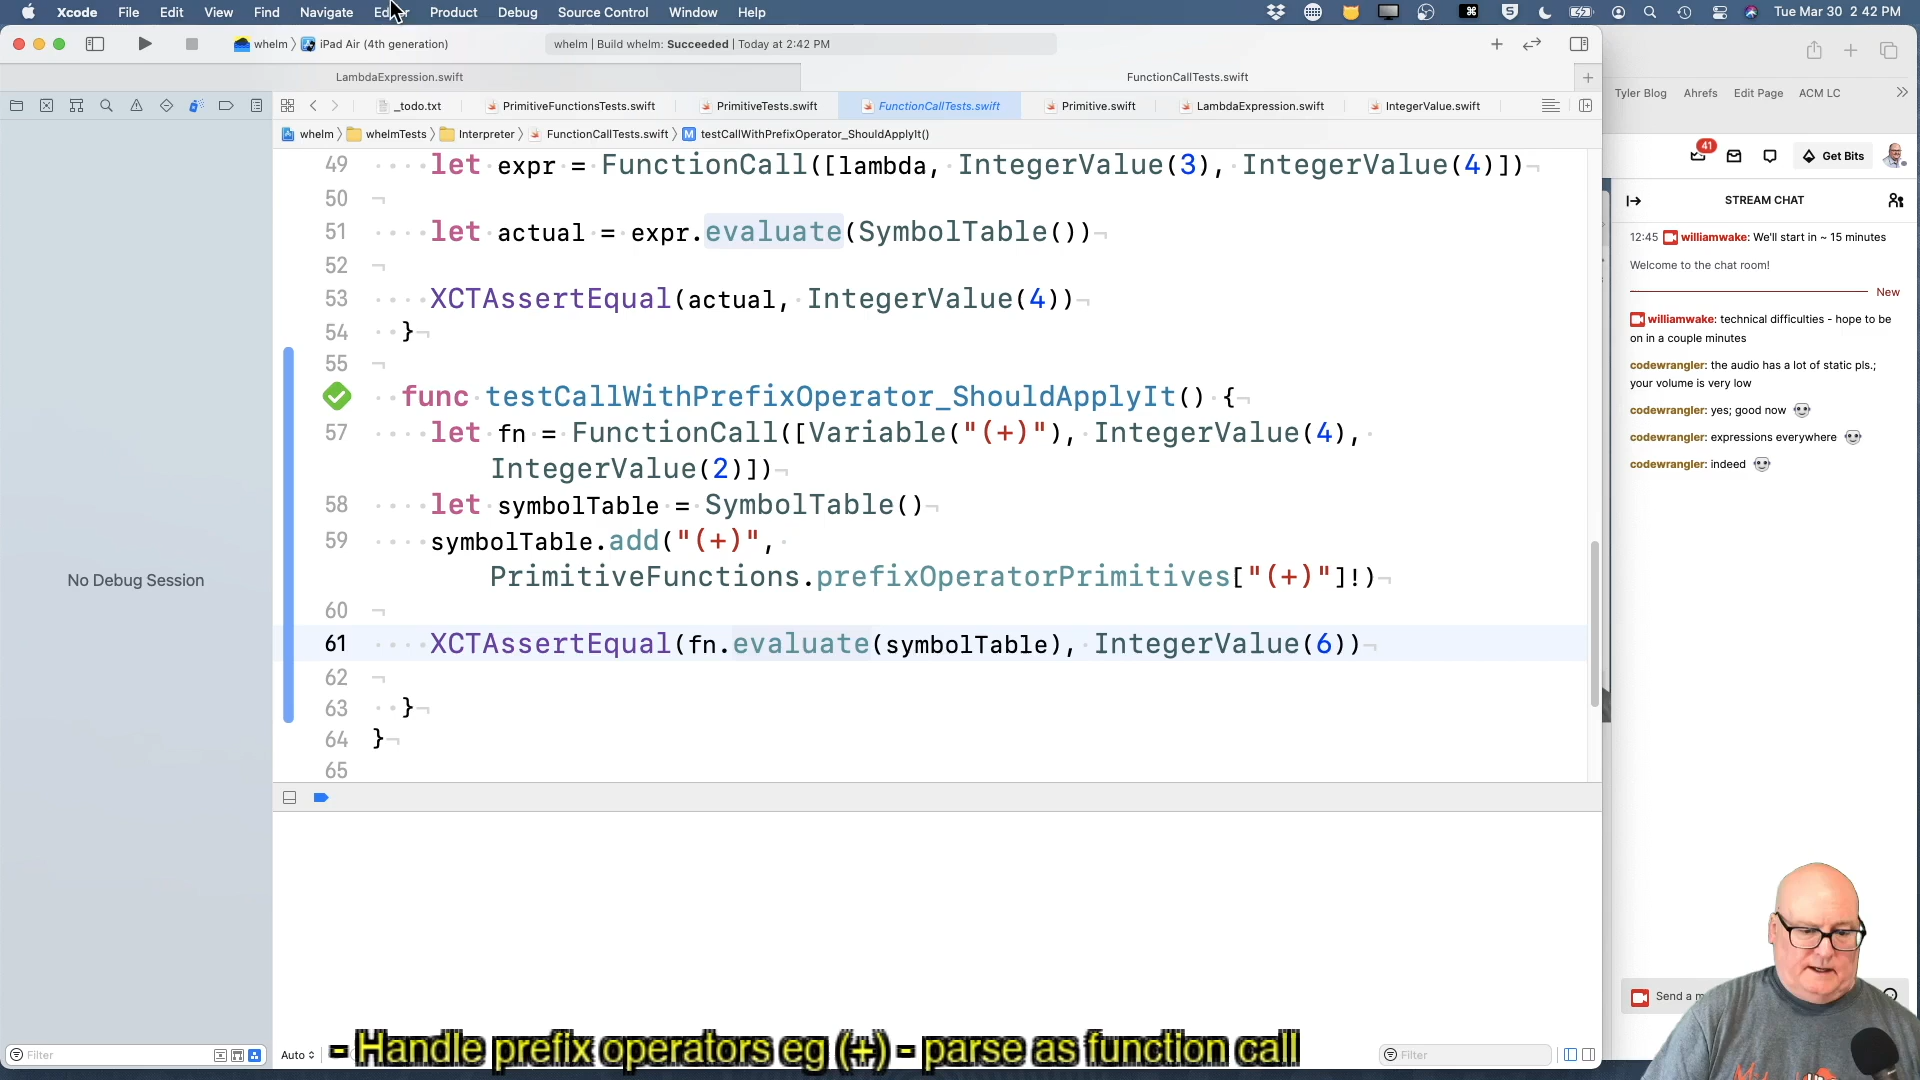 Xcode File Edit View Find Navigate Product Debug Source Control Window Help
Tue Mar 30 2 42 PM
whelm iPad Air (4th generation)
whelm | Build whelm: Succeeded | Today at 2:42 PM
LambdaExpression.swift
FunctionCallTests.swift
_todo.txt PrimitiveFunctionsTests.swift PrimitiveTests.swift FunctionCallTests.swift Primitive.swift LambdaExpression.swift IntegerValue.swift
whelm whelmTests Interpreter FunctionCallTests.swift M testCallWithPrefixOperator_ShouldApplyIt()
49 let expr = FunctionCall([lambda, IntegerValue(3), IntegerValue(4)])¬
50 ¬
51 let actual = expr.evaluate(SymbolTable())¬
52 ¬
53 XCTAssertEqual(actual, IntegerValue(4))¬
54 }¬
55 ¬
func testCallWithPrefixOperator_ShouldApplyIt() {¬
57 let fn = FunctionCall([Variable("(+)"), IntegerValue(4),
IntegerValue(2)])¬
58 let symbolTable = SymbolTable()¬
59 symbolTable.add("(+)",
PrimitiveFunctions.prefixOperatorPrimitives["(+)"]!)¬
60 ¬
61 XCTAssertEqual(fn.evaluate(symbolTable), IntegerValue(6))¬
62 ¬
63 }¬
64 }¬
65
No Debug Session
Filter
Auto
Filter
- Handle prefix operators eg (+) - parse as function call
Tyler Blog Ahrefs Edit Page ACM LC
41
Get Bits
STREAM CHAT
12:45 williamwake: We'll start in ~ 15 minutes
Welcome to the chat room!
New
williamwake: technical difficulties - hope to be
on in a couple minutes
codewrangler: the audio has a lot of static pls.;
your volume is very low
codewrangler: yes; good now
codewrangler: expressions everywhere
codewrangler: indeed
Send a